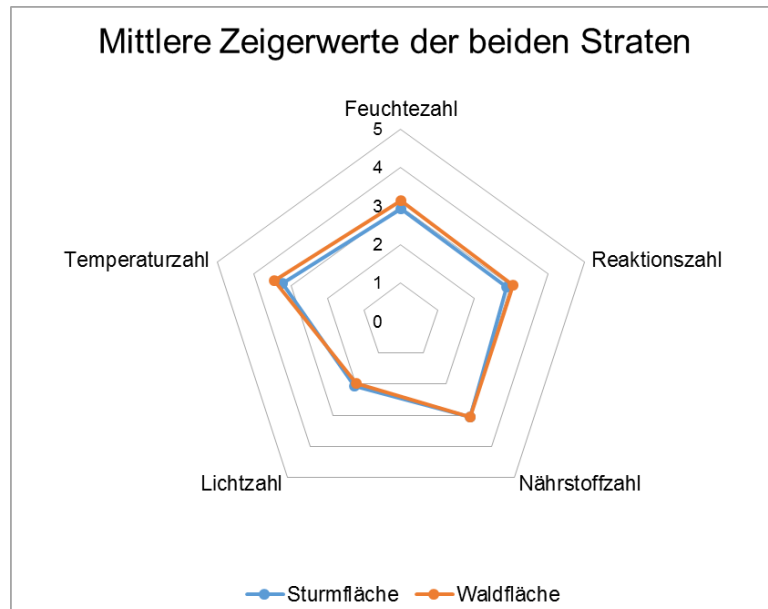 Mittlere Zeigerwerte der beiden Straten
Feuchtezahl
5
4
3
2
1
0
Temperaturzahl
Reaktionszahl
Lichtzahl
Nährstoffzahl
Sturmfläche
Waldfläche